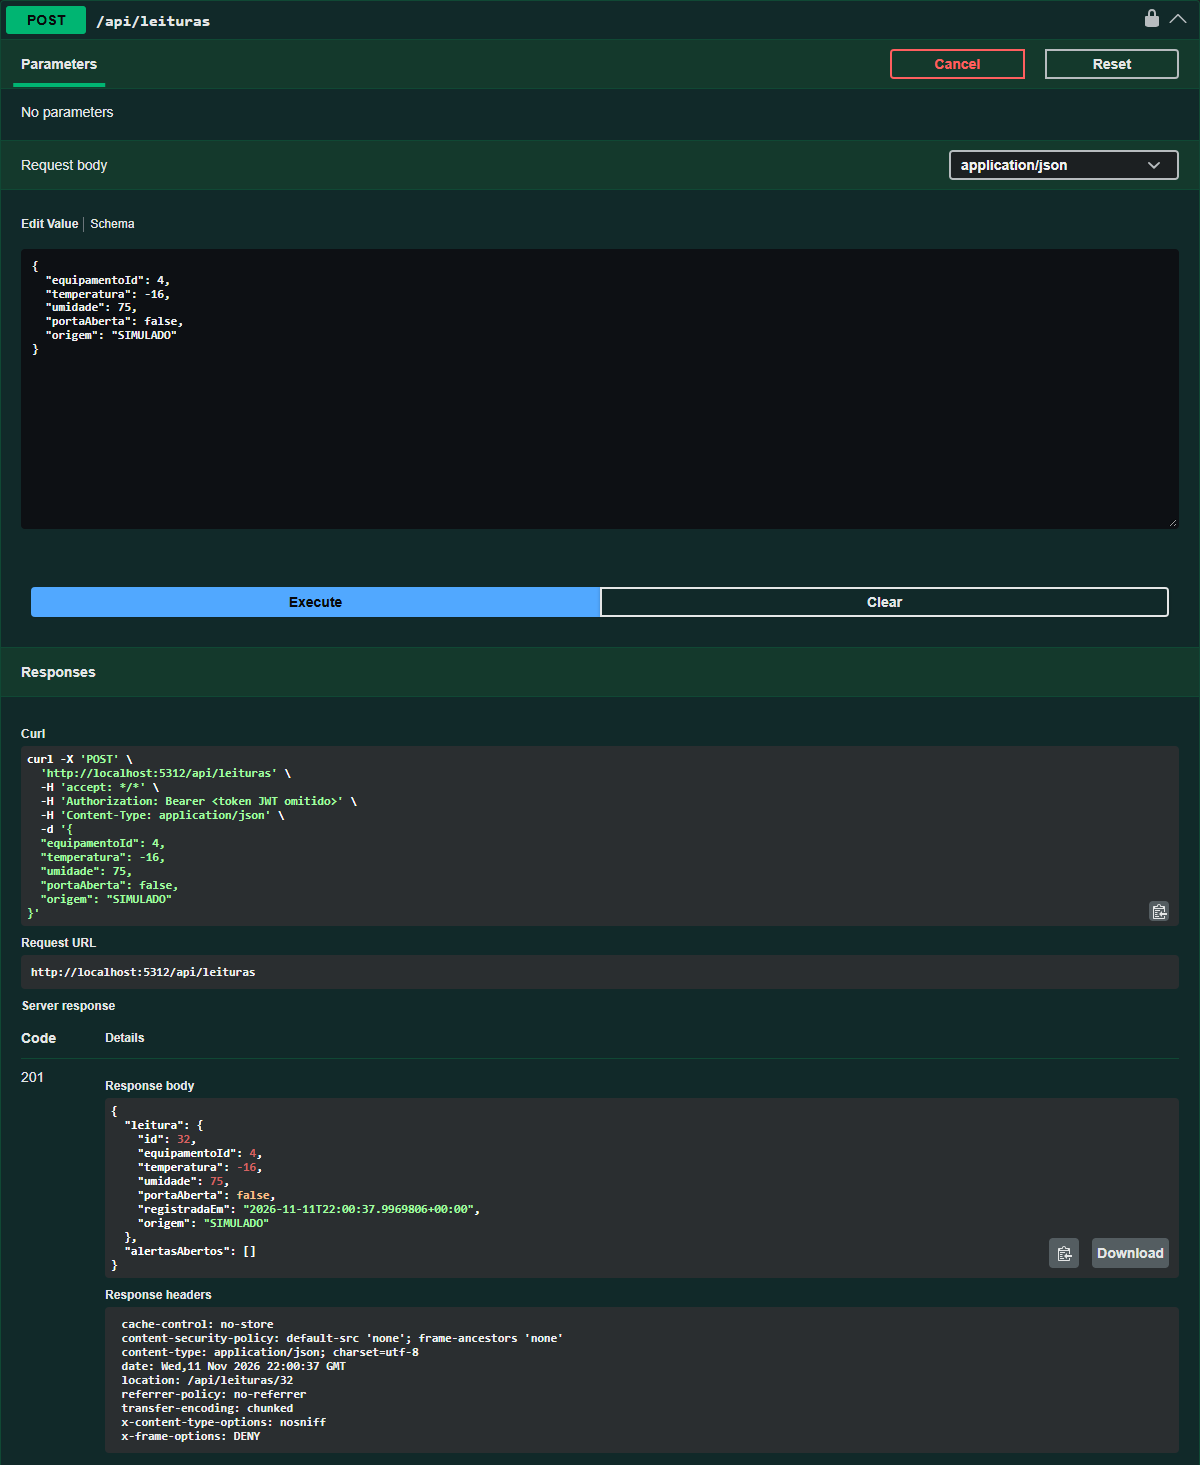 POST /api/leituras
Parameters
Cancel
Reset
No parameters
Request body
application/json
Edit Value | Schema
{
  "equipamentoId": 4,
  "temperatura": -16,
  "umidade": 75,
  "portaAberta": false,
  "origem": "SIMULADO"
}
Execute
Clear
Responses
Curl
curl -X 'POST' \
  'http://localhost:5312/api/leituras' \
  -H 'accept: */*' \
  -H 'Authorization: Bearer <token JWT omitido>' \
  -H 'Content-Type: application/json' \
  -d '{
  "equipamentoId": 4,
  "temperatura": -16,
  "umidade": 75,
  "portaAberta": false,
  "origem": "SIMULADO"
}'
Request URL
http://localhost:5312/api/leituras
Server response
Code Details
201
Response body
{
  "leitura": {
    "id": 32,
    "equipamentoId": 4,
    "temperatura": -16,
    "umidade": 75,
    "portaAberta": false,
    "registradaEm": "2026-11-11T22:00:37.9969806+00:00",
    "origem": "SIMULADO"
  },
  "alertasAbertos": []
}
Download
Response headers
cache-control: no-store
content-security-policy: default-src 'none'; frame-ancestors 'none'
content-type: application/json; charset=utf-8
date: Wed,11 Nov 2026 22:00:37 GMT
location: /api/leituras/32
referrer-policy: no-referrer
transfer-encoding: chunked
x-content-type-options: nosniff
x-frame-options: DENY